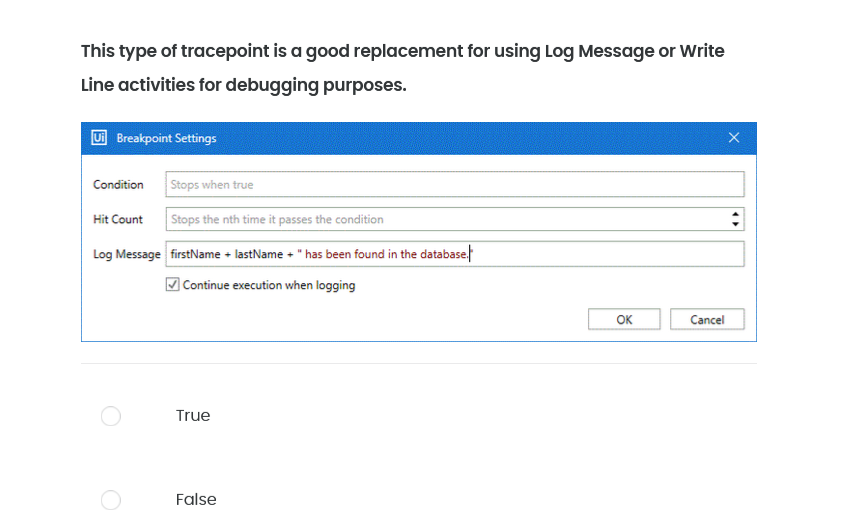 This type of tracepoint is a good replacement for using Log Message or Write
Line activities for debugging purposes.
Ui Breakpoint Settings
Condition Stops when true
Hit Count Stops the nth time it passes the condition
Log Message firstName + lastName + " has been found in the database."
Continue execution when logging
OK Cancel
True
False